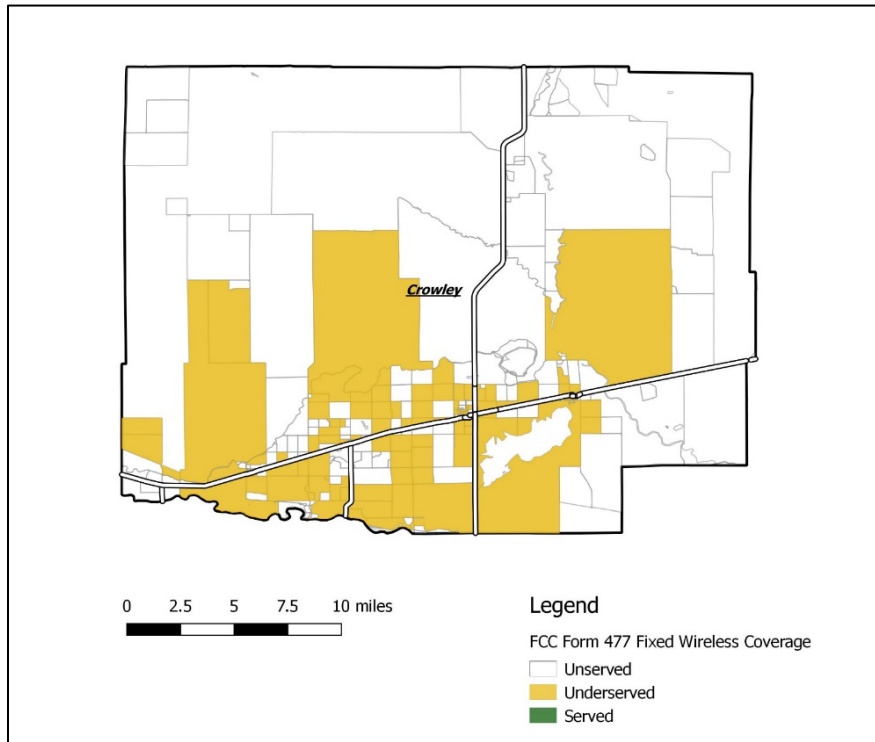 Crowley
0 2.5 5 7.5 10 miles
Legend
FCC Form 477 Fixed Wireless Coverage
Unserved
Underserved
Served